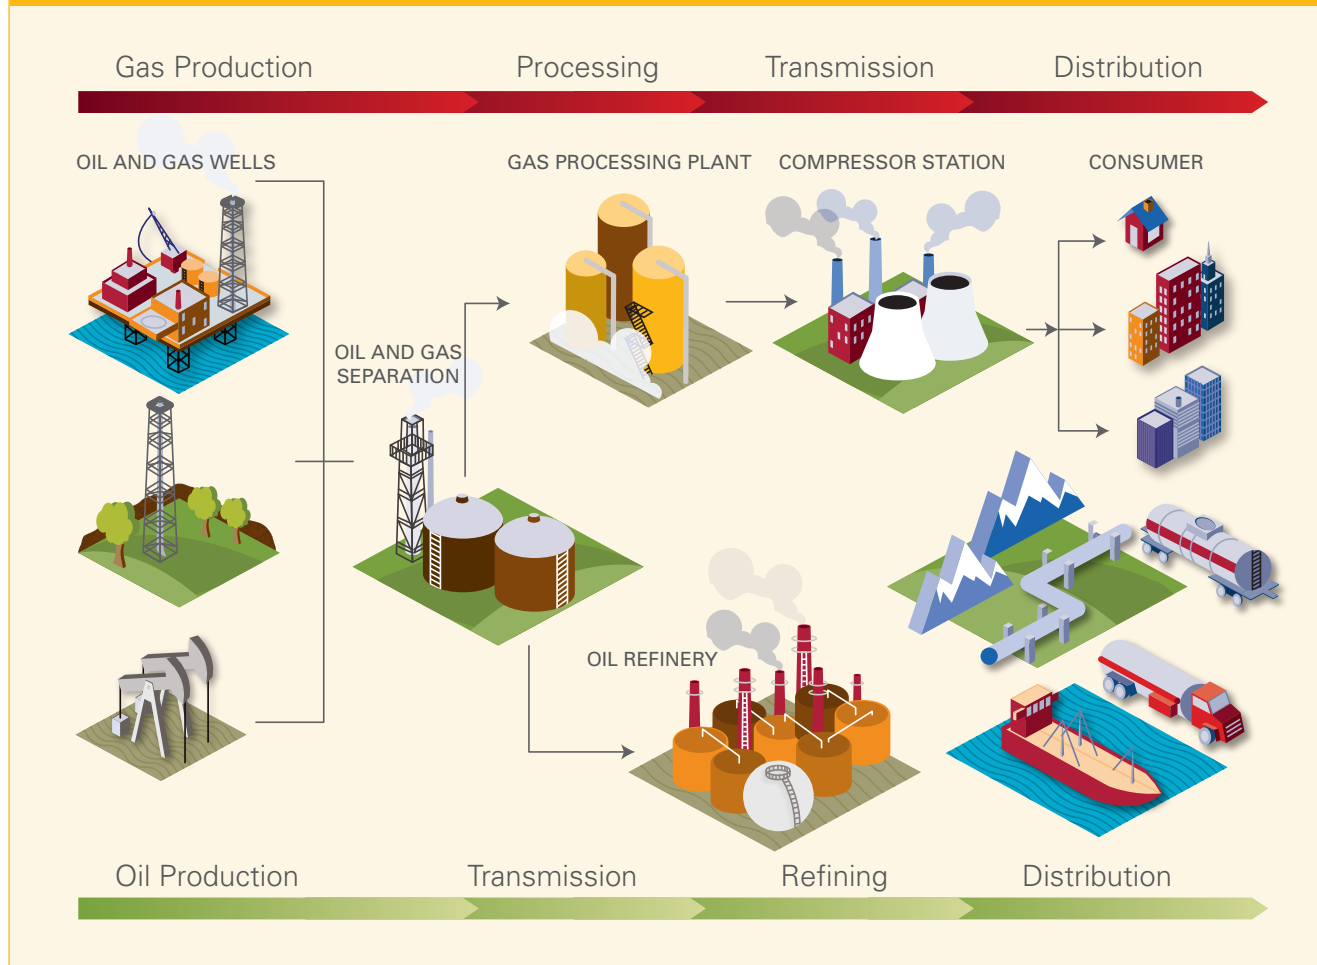 Gas Production
Processing
Transmission
Distribution
OIL AND GAS WELLS
GAS PROCESSING PLANT
COMPRESSOR STATION
CONSUMER
OIL AND GAS
SEPARATION
OIL REFINERY
Oil Production
Transmission
Refining
Distribution